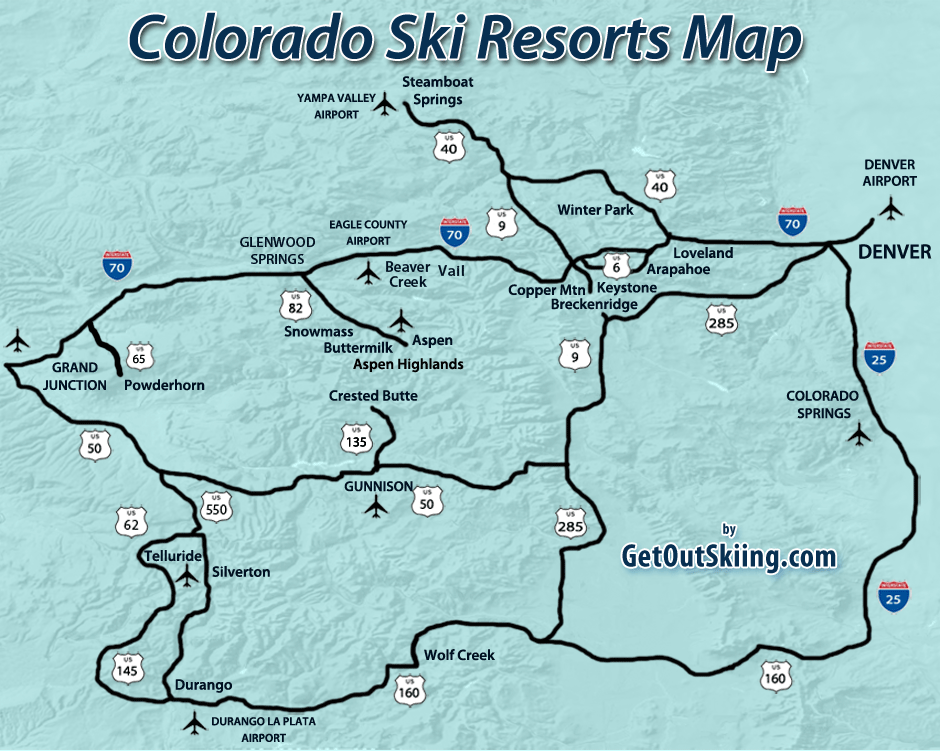 Colorado Ski Resorts Map
Steamboat
Springs
YAMPA VALLEY
AIRPORT
US
40
DENVER
AIRPORT
US
40
Winter Park
US
9
INTERSTATE
70
EAGLE COUNTY
AIRPORT
INTERSTATE
70
GLENWOOD
SPRINGS
INTERSTATE
70
DENVER
Loveland
US
6
Arapahoe
Beaver
Creek
Vail
Keystone
Copper Mtn
Breckenridge
US
82
US
285
Snowmass
Buttermilk
Aspen
Aspen Highlands
US
65
US
9
INTERSTATE
25
GRAND
JUNCTION
Powderhorn
Crested Butte
COLORADO
SPRINGS
US
135
US
50
GUNNISON
US
50
US
550
US
62
US
285
by
GetOutSkiing.com
Telluride
Silverton
INTERSTATE
25
US
145
Wolf Creek
US
160
US
160
Durango
DURANGO LA PLATA
AIRPORT